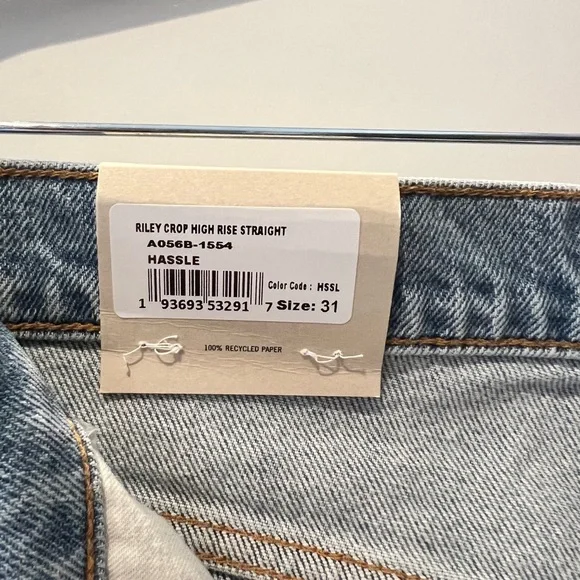 RILEY CROP HIGH RISE STRAIGHT
A056B-1554
HASSLE
Color Code : HSSL
1 93693 53291 7 Size: 31
100% RECYCLED PAPER